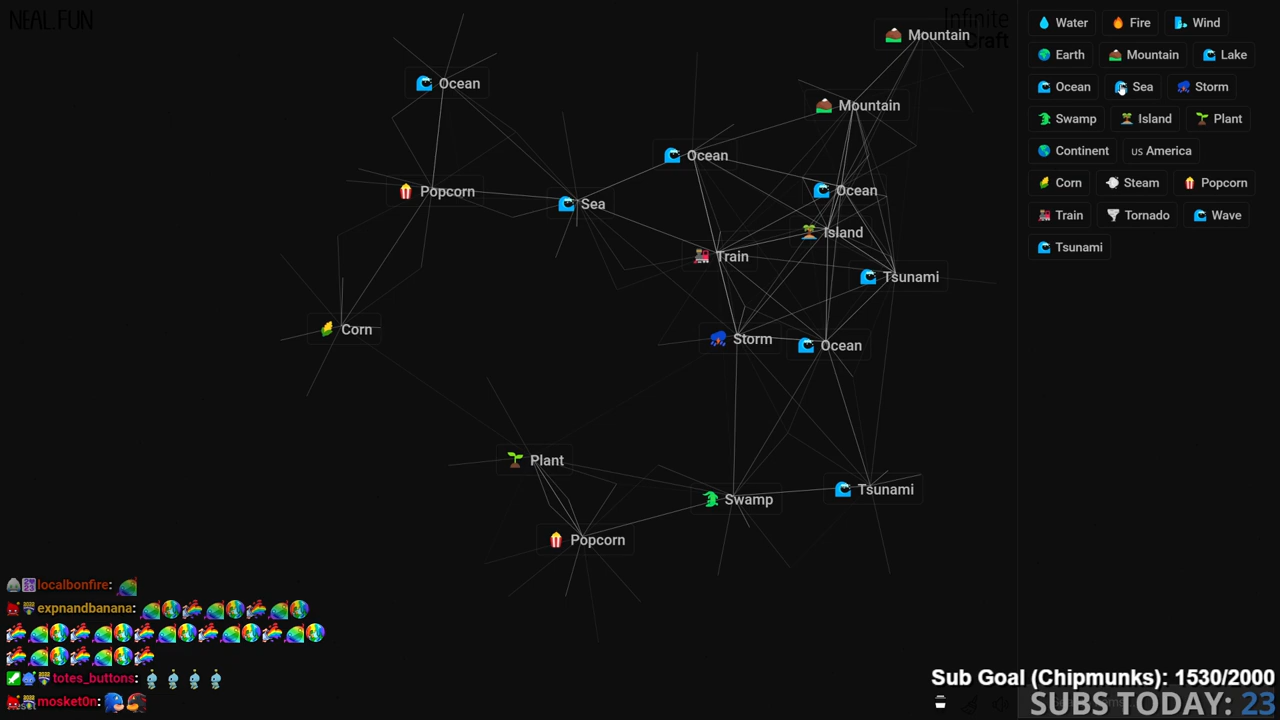 NEAL.FUN
Infinite
Craft
Mountain
Ocean
Mountain
Ocean
Popcorn
Sea
Ocean
Island
Train
Tsunami
Corn
Storm
Ocean
Plant
Swamp
Tsunami
Popcorn
Water
Fire
Wind
Earth
Mountain
Lake
Ocean
Sea
Storm
Swamp
Island
Plant
Continent
US America
Corn
Steam
Popcorn
Train
Tornado
Wave
Tsunami
localbonfire:
expnandbanana:
totes_buttons:
mosket0n:
Sub Goal (Chipmunks): 1530/2000
SUBS TODAY: 23